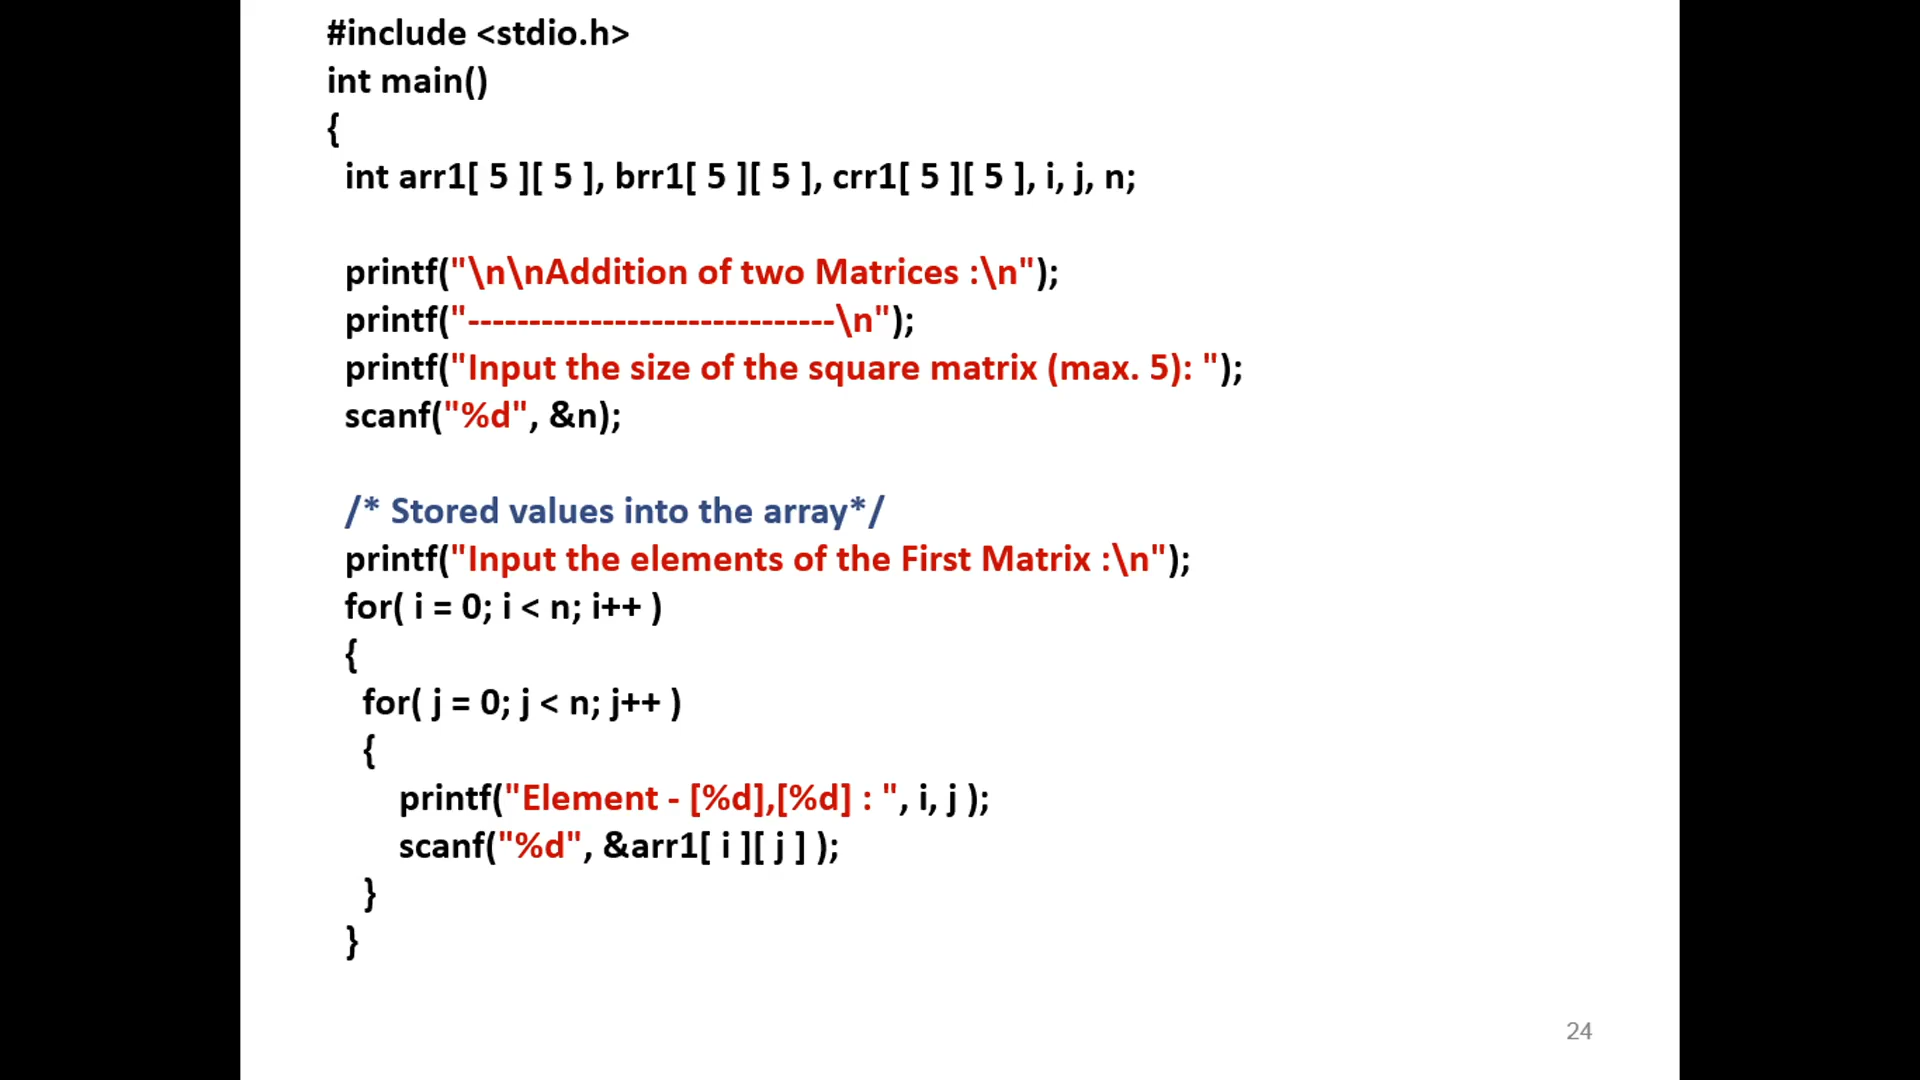 #include <stdio.h>
int main()
{
int arr1[ 5 ][ 5 ], brr1[ 5 ][ 5 ], crr1[ 5 ][ 5 ], i, j, n;
printf("\n\nAddition of two Matrices :\n");
printf("------------------------------\n");
printf("Input the size of the square matrix (max. 5): ");
scanf("%d", &n);
/* Stored values into the array*/
printf("Input the elements of the First Matrix :\n");
for( i = 0; i < n; i++ )
{
for( j = 0; j < n; j++ )
{
printf("Element - [%d],[%d] : ", i, j );
scanf("%d", &arr1[ i ][ j ] );
}
}
24